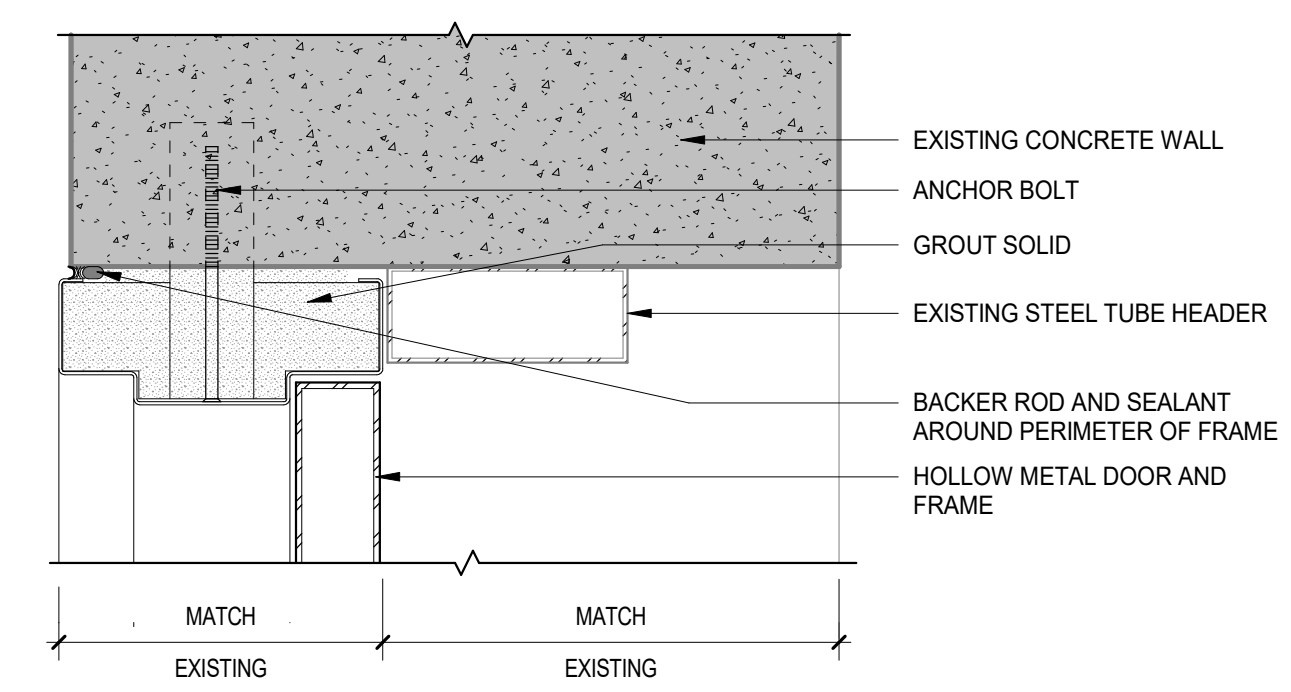 EXISTING CONCRETE WALL
ANCHOR BOLT
GROUT SOLID
EXISTING STEEL TUBE HEADER
BACKER ROD AND SEALANT
AROUND PERIMETER OF FRAME
HOLLOW METAL DOOR AND
FRAME
MATCH
EXISTING
MATCH
EXISTING